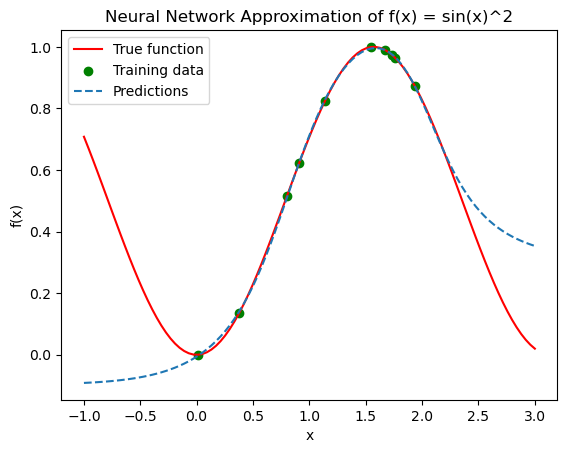 Neural Network Approximation of f(x) = sin(x)^2
True function
Training data
Predictions
1.0
0.8
0.6
0.4
0.2
0.0
f(x)
−1.0 −0.5 0.0 0.5 1.0 1.5 2.0 2.5 3.0
x